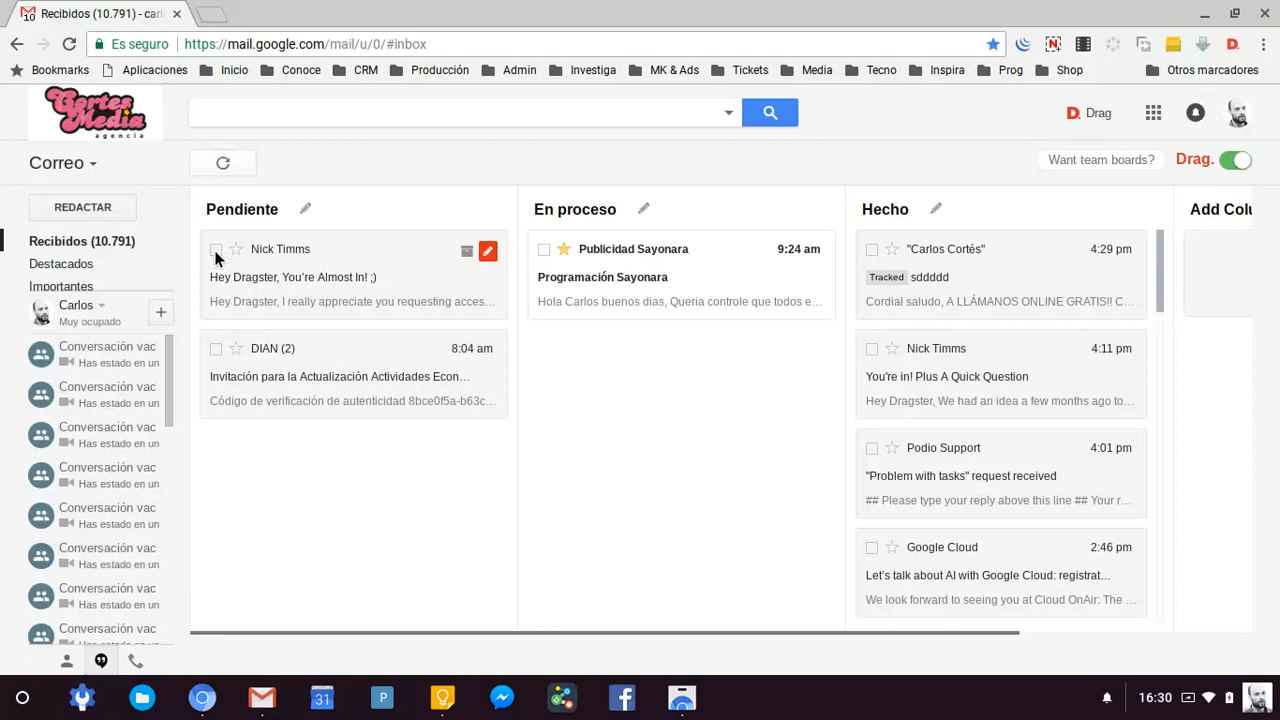 10
Recibidos (10.791) - cari
Es seguro
https://mail.google.com/mail/u/0/#inbox
Bookmarks
Aplicaciones
Inicio
Conoce
CRM
Producción
Admin
Investiga
MK & Ads
Tickets
Media
Tecno
Inspira
Prog
Shop
Otros marcadores
Cortes
Media
agencia
D. Drag
Correo
Want team boards?
Drag.
REDACTAR
Recibidos (10.791)
Destacados
Importantes
Carlos
Muy ocupado
Conversación vac
Has estado en un
Conversación vac
Has estado en un
Conversación vac
Has estado en un
Conversación vac
Has estado en un
Conversación vac
Has estado en un
Conversación vac
Has estado en un
Conversación vac
Has estado en un
Conversación vac
Has estado en un
Pendiente
Nick Timms
Hey Dragster, You're Almost In! ;)
Hey Dragster, I really appreciate you requesting acces...
DIAN (2) 8:04 am
Invitación para la Actualización Actividades Econ...
Código de verificación de autenticidad 8bce0f5a-b63c...
En proceso
Publicidad Sayonara 9:24 am
Programación Sayonara
Hola Carlos buenos dias, Queria controle que todos e...
Hecho
"Carlos Cortés" 4:29 pm
Tracked sddddd
Cordial saludo, A LLÁMANOS ONLINE GRATIS!! C...
Nick Timms 4:11 pm
You're in! Plus A Quick Question
Hey Dragster, We had an idea a few months ago to...
Podio Support 4:01 pm
"Problem with tasks" request received
## Please type your reply above this line ## Your r...
Google Cloud 2:46 pm
Let's talk about AI with Google Cloud: registrat...
We look forward to seeing you at Cloud OnAir: The ...
Add Colu
31
P
16:30